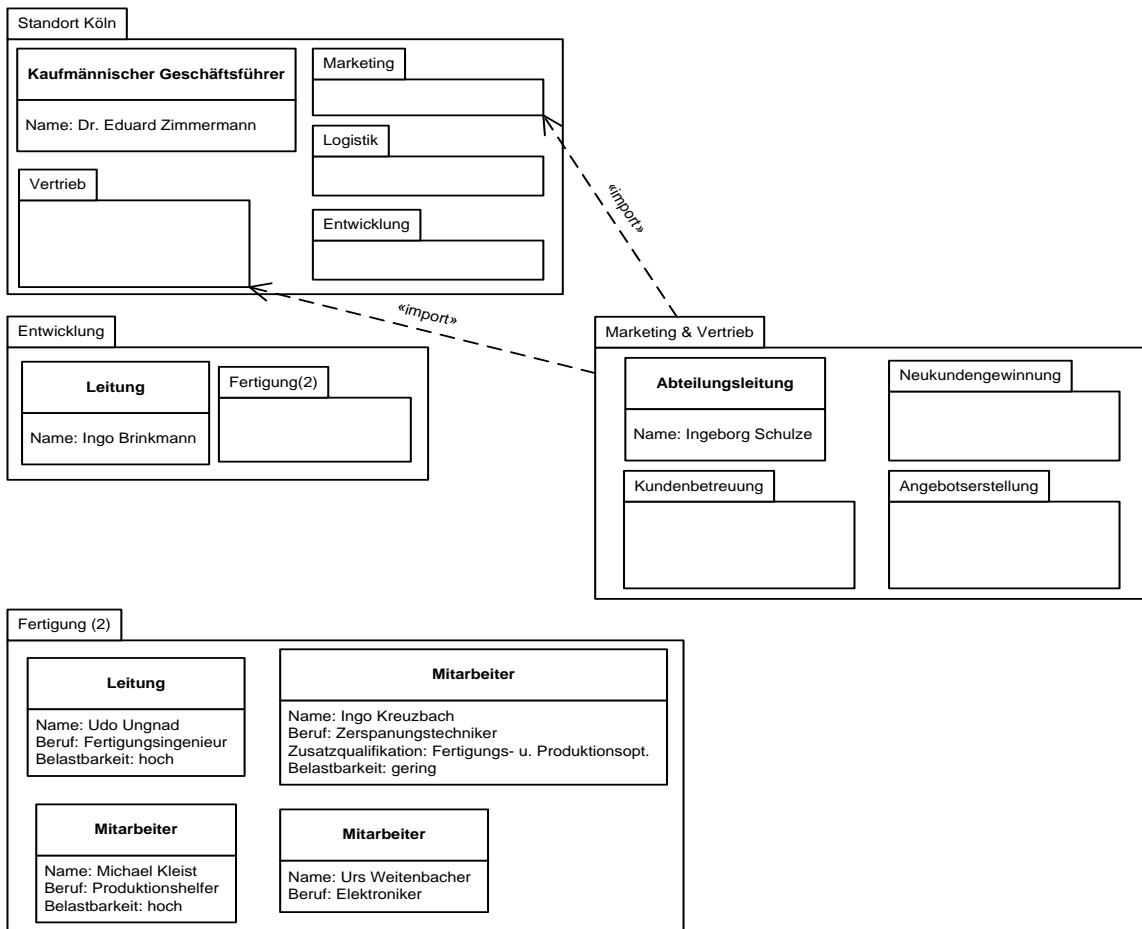 Standort Köln
Kaufmännischer Geschäftsführer
Name: Dr. Eduard Zimmermann
Marketing
Logistik
Vertrieb
Entwicklung
«import»
«import»
Entwicklung
Leitung
Name: Ingo Brinkmann
Fertigung(2)
Marketing & Vertrieb
Abteilungsleitung
Name: Ingeborg Schulze
Neukundengewinnung
Kundenbetreuung
Angebotserstellung
Fertigung (2)
Leitung
Name: Udo Ungnad
Beruf: Fertigungsingenieur
Belastbarkeit: hoch
Mitarbeiter
Name: Ingo Kreuzbach
Beruf: Zerspanungstechniker
Zusatzqualifikation: Fertigungs- u. Produktionsopt.
Belastbarkeit: gering
Mitarbeiter
Name: Michael Kleist
Beruf: Produktionshelfer
Belastbarkeit: hoch
Mitarbeiter
Name: Urs Weitenbacher
Beruf: Elektroniker